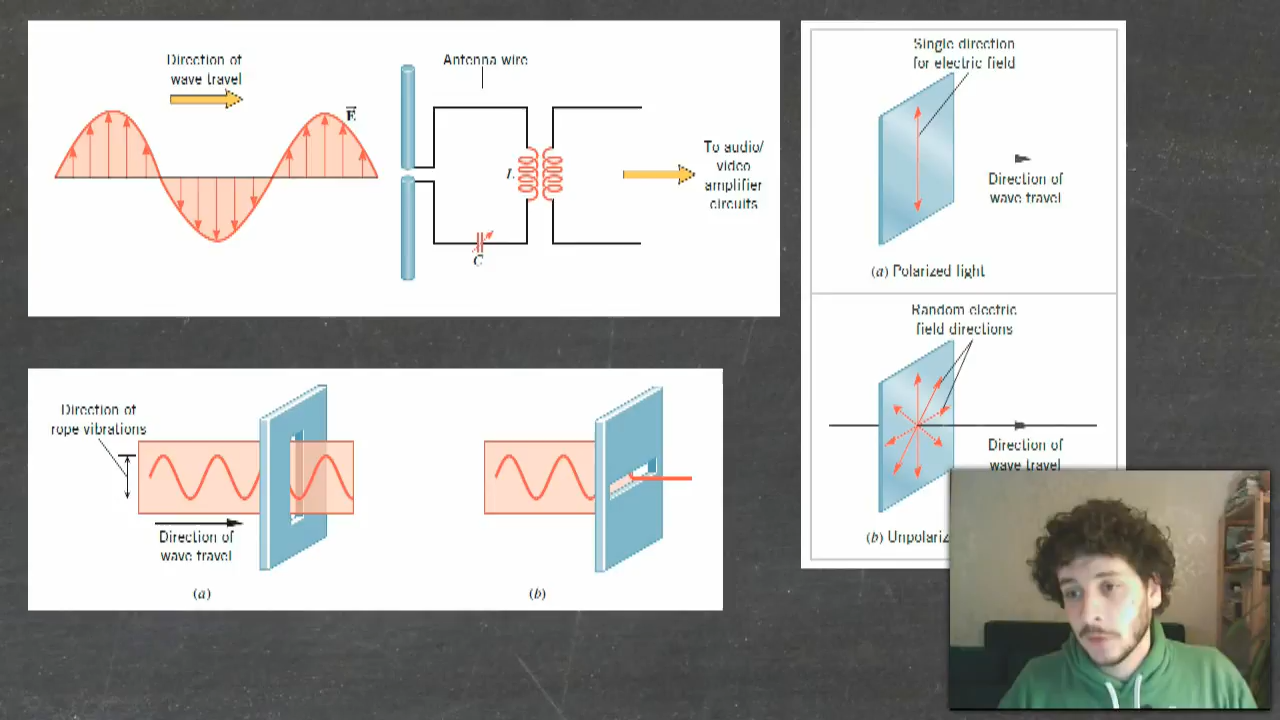 Direction of
wave travel
E
Antenna wire
L
C
To audio/
video
amplifier
circuits
Single direction
for electric field
Direction of
wave travel
(a) Polarized light
Random electric
field directions
Direction of
wave travel
(b)
Direction of
rope vibrations
Direction of
wave travel
(a)
(b)